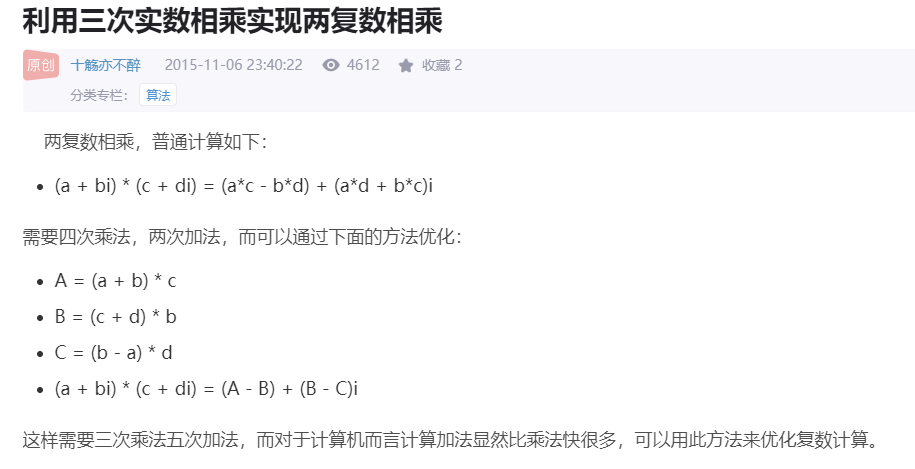 利用三次实数相乘实现两复数相乘
原创 十觞亦不醉 2015-11-06 23:40:22 4612 收藏 2
分类专栏： 算法
两复数相乘，普通计算如下：
• (a + bi) * (c + di) = (a*c - b*d) + (a*d + b*c)i
需要四次乘法，两次加法，而可以通过下面的方法优化：
• A = (a + b) * c
• B = (c + d) * b
• C = (b - a) * d
• (a + bi) * (c + di) = (A - B) + (B - C)i
这样需要三次乘法五次加法，而对于计算机而言计算加法显然比乘法快很多，可以用此方法来优化复数计算。